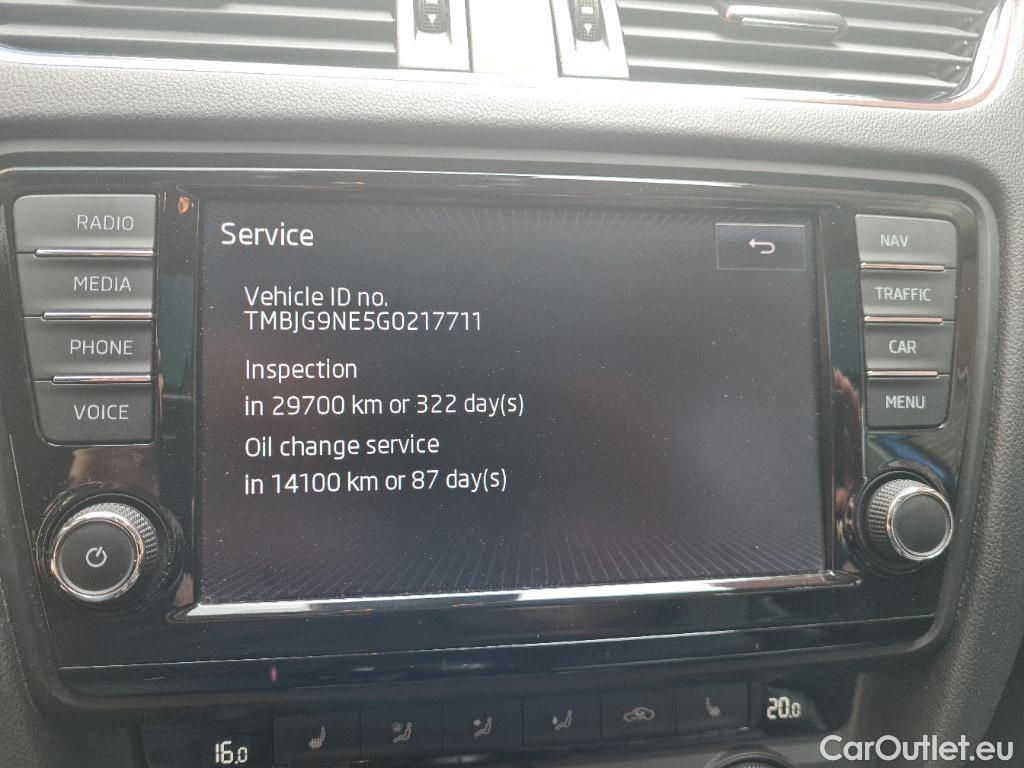 RADIO
MEDIA
PHONE
VOICE
Service
Vehicle ID no.
TMBJG9NE5G0217711
Inspection
in 29700 km or 322 day(s)
Oil change service
in 14100 km or 87 day(s)
NAV
TRAFFIC
CAR
MENU
16.0
20.0
CarOutlet.eu